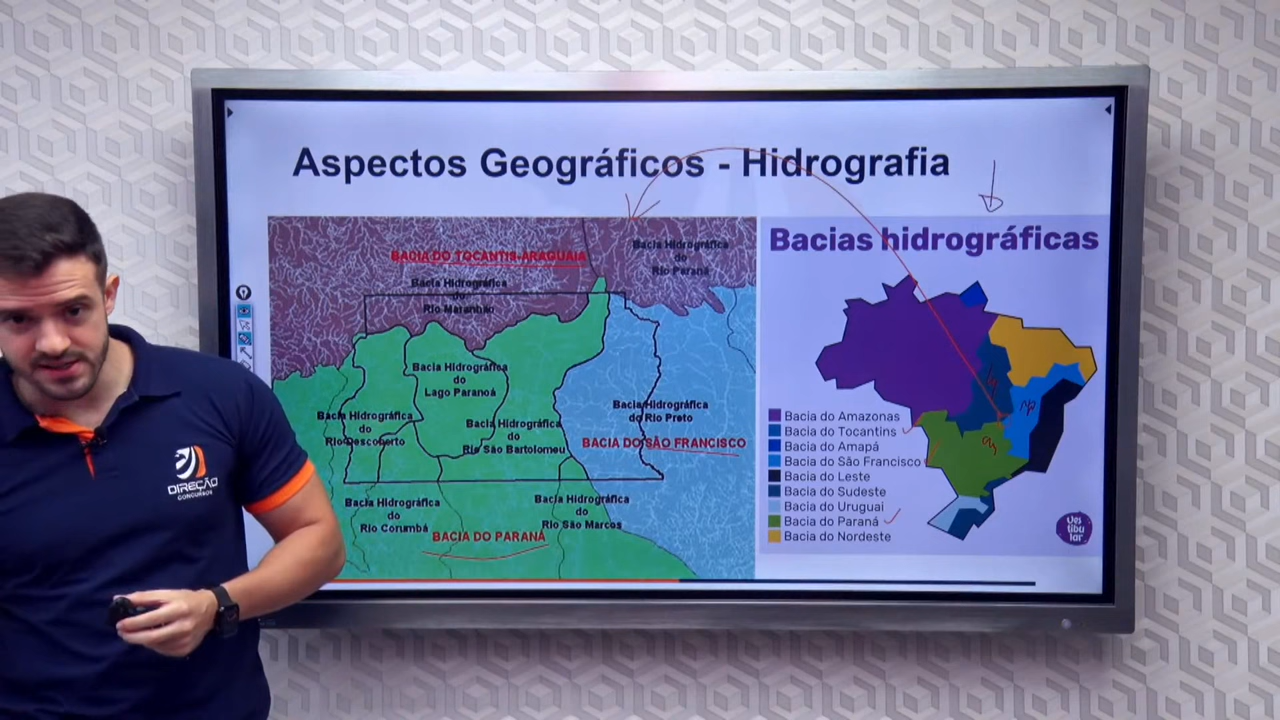 Aspectos Geográficos - Hidrografia
BACIA DO TOCANTIS-ARAGUAIA
Bacia Hidrográfica
do
Rio Paraná
Bacia Hidrográfica
do
Rio Maranhão
Bacia Hidrográfica
do
Lago Paranoá
Bacia Hidrográfica
do
Rio Descoberto
Bacia Hidrográfica
do
Rio São Bartolomeu
Bacia Hidrográfica
do Rio Preto
BACIA DO SÃO FRANCISCO
Bacia Hidrográfica
do
Rio Corumbá
Bacia Hidrográfica
do
Rio São Marcos
BACIA DO PARANÁ
Bacias hidrográficas
Bacia do Amazonas
Bacia do Tocantins
Bacia do Amapá
Bacia do São Francisco
Bacia do Leste
Bacia do Sudeste
Bacia do Uruguai
Bacia do Paraná
Bacia do Nordeste
Ves
tibu
lar
DIREÇÃO
CONCURSOS